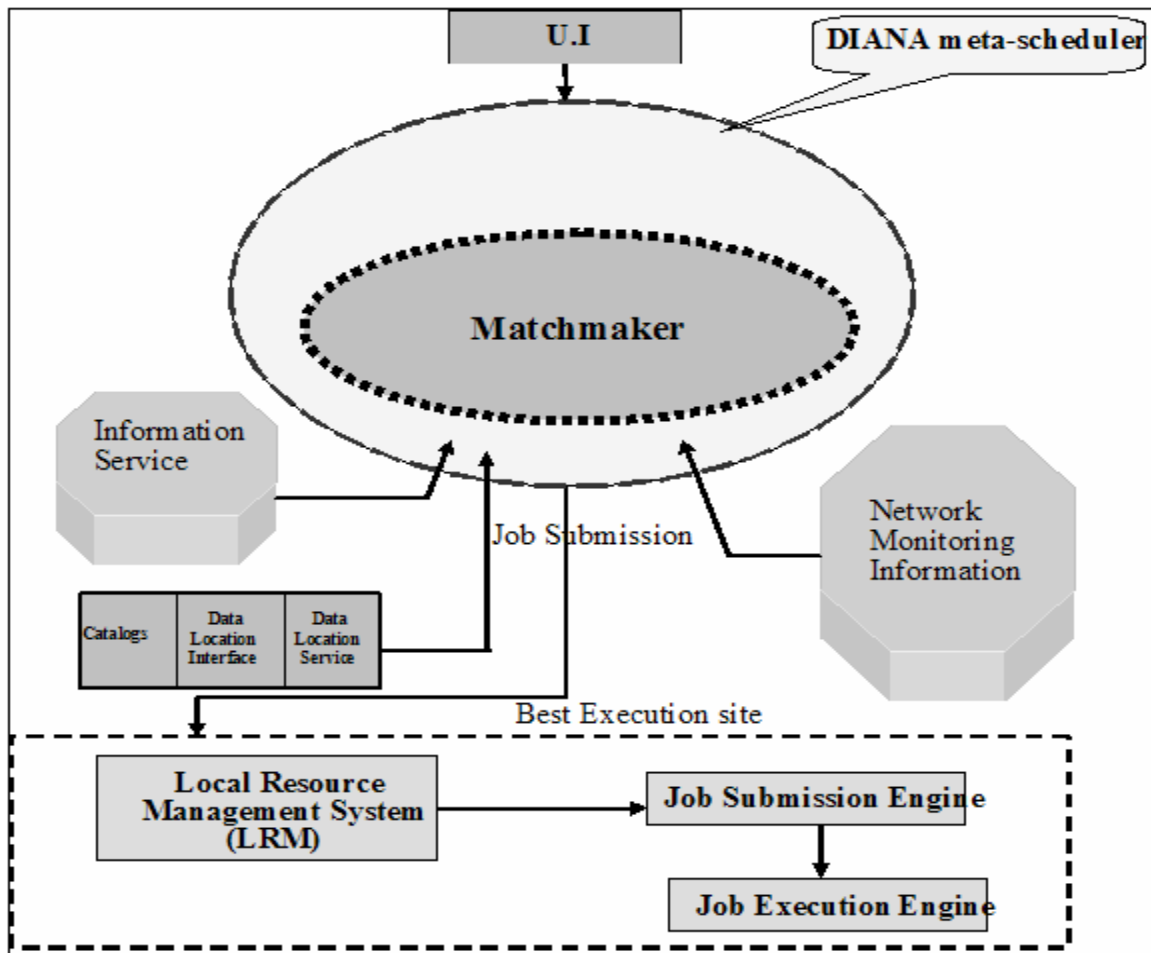 U.I
DIANA meta-scheduler
Matchmaker
Information
Service
Network
Monitoring
Information
Job Submission
Catalogs
Data
Location
Interface
Data
Location
Service
Best Execution site
Local Resource
Management System
(LRM)
Job Submission Engine
Job Execution Engine